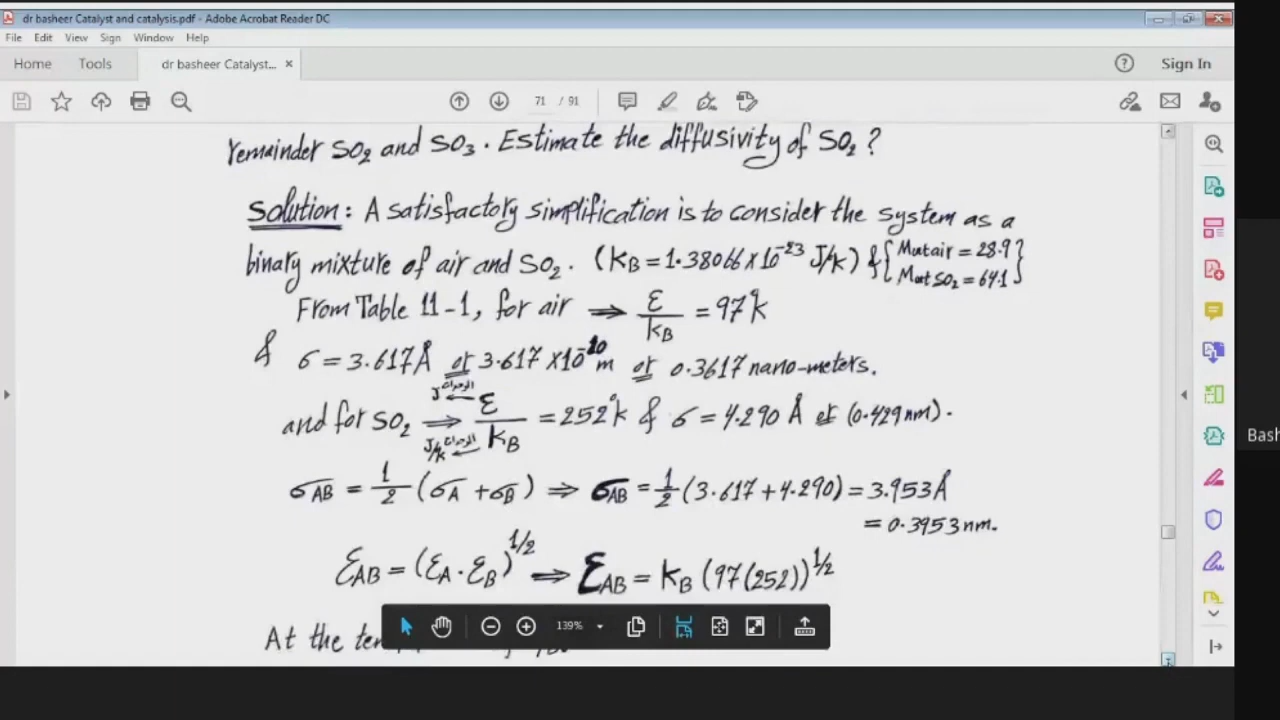 dr basheer Catalyst and catalysis.pdf - Adobe Acrobat Reader DC
File Edit View Sign Window Help
Home Tools dr basheer Catalyst... ×
71 / 91
Sign In
remainder SO₂ and SO₃. Estimate the diffusivity of SO₂?
Solution: A satisfactory simplification is to consider the system as a
binary mixture of air and SO₂. (KB = 1.38066 X 10⁻²³ J/K) & { M.wt air = 28.9 }
M.wt SO₂ = 64.1
From Table 11-1, for air ⟹ ε/KB = 97°k
& σ = 3.617 Å or 3.617 X10⁻¹⁰ m or 0.3617 nano-meters.
J الوحدات
and for SO₂ ⟹ ε/KB = 252°k & σ = 4.290 Å or (0.429 nm).
J/K الوحدات
σAB = 1/2 (σA + σB) ⟹ σAB = 1/2 (3.617 + 4.290) = 3.953 Å
= 0.3953 nm.
εAB = (εA · εB)^1/2 ⟹ εAB = KB (97(252))^1/2
139%
At the
Bash